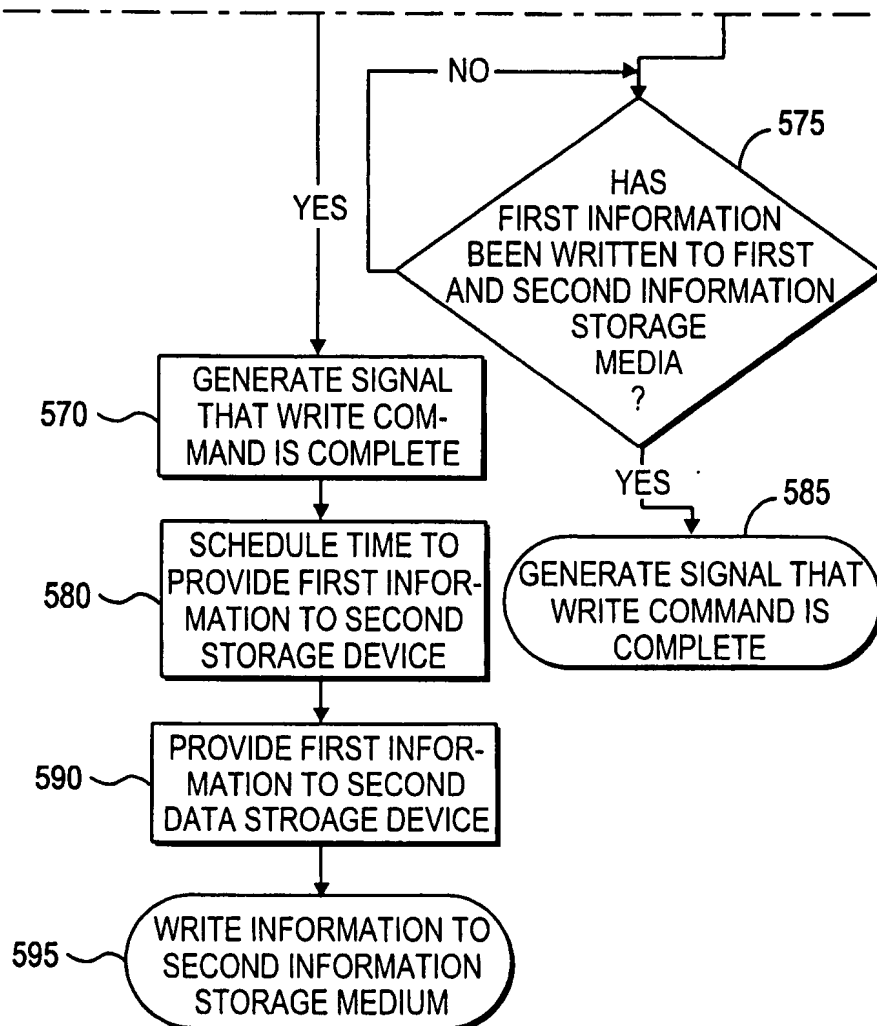 NO
575
YES
HAS
FIRST INFORMATION
BEEN WRITTEN TO FIRST
AND SECOND INFORMATION
STORAGE
MEDIA
?
570
GENERATE SIGNAL
THAT WRITE COM-
MAND IS COMPLETE
YES
585
580
SCHEDULE TIME TO
PROVIDE FIRST INFOR-
MATION TO SECOND
STORAGE DEVICE
GENERATE SIGNAL THAT
WRITE COMMAND IS
COMPLETE
590
PROVIDE FIRST INFOR-
MATION TO SECOND
DATA STROAGE DEVICE
595
WRITE INFORMATION TO
SECOND INFORMATION
STORAGE MEDIUM